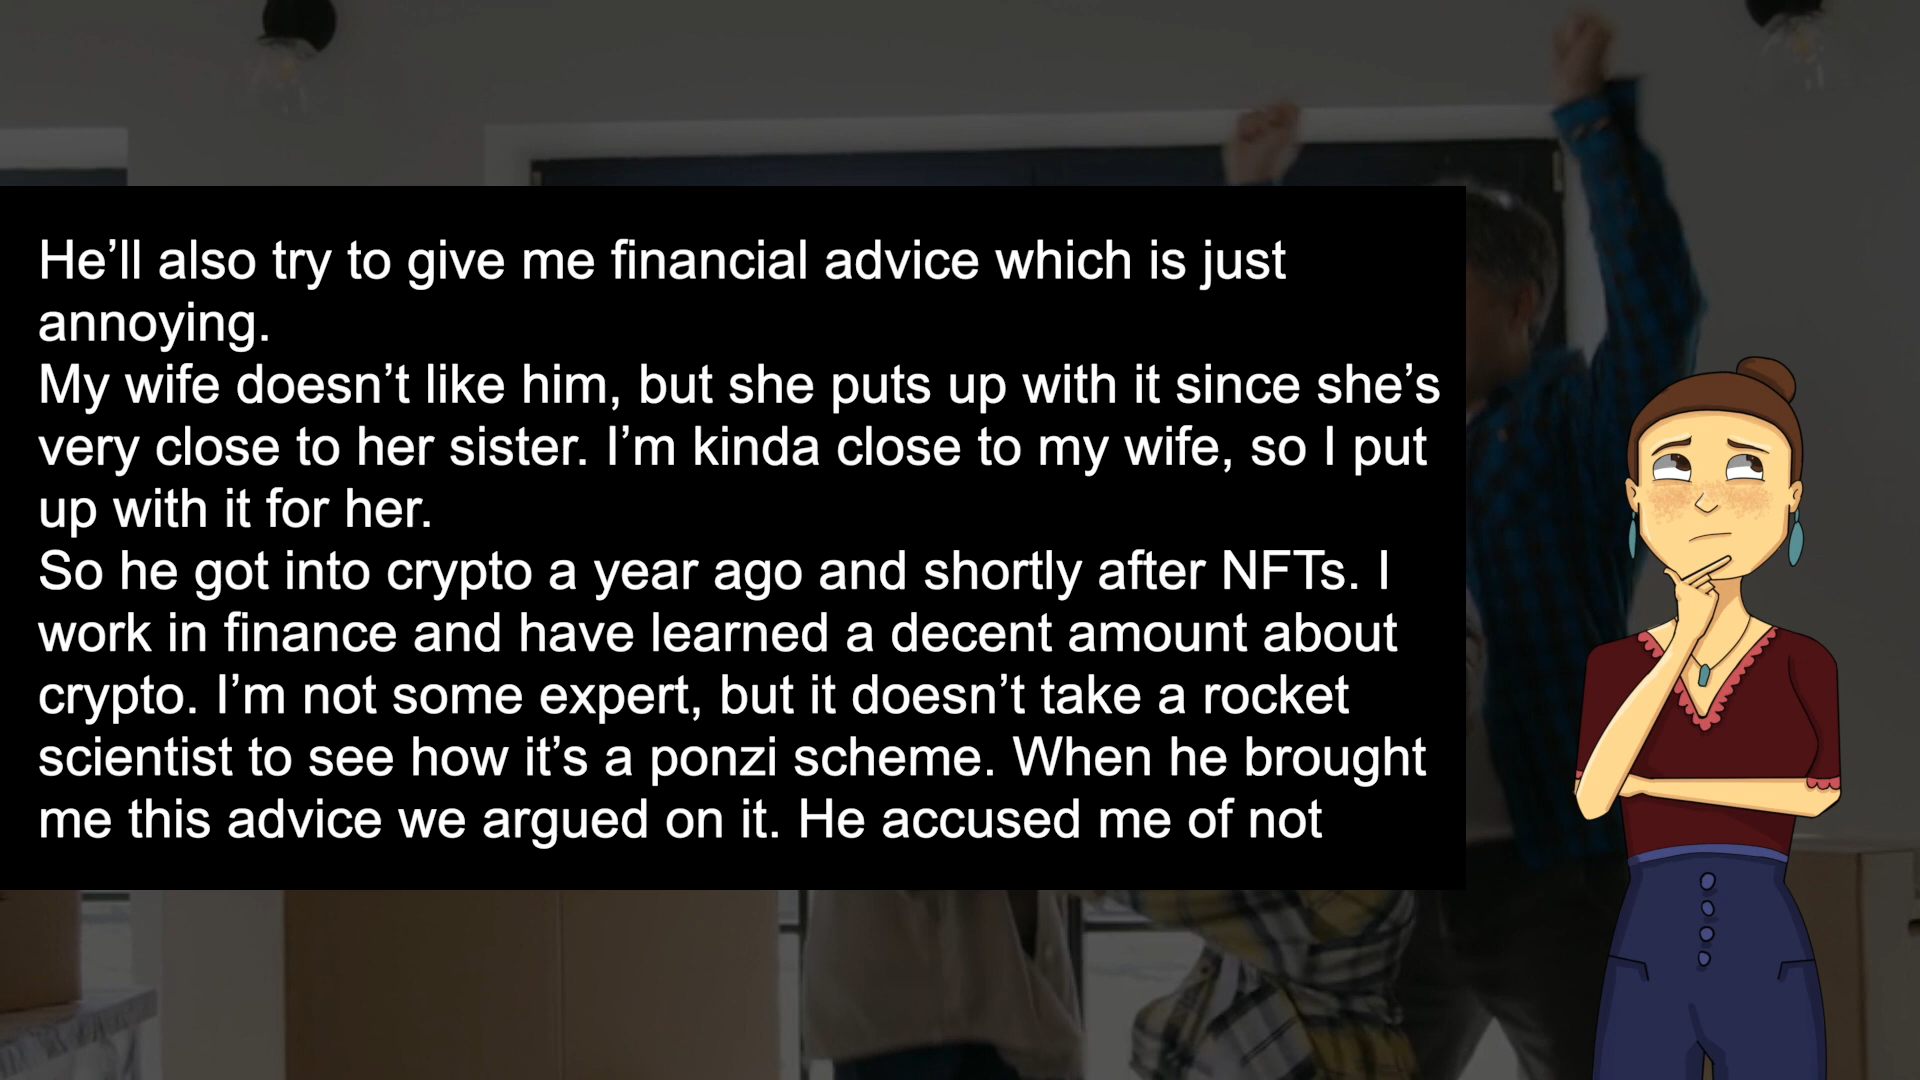 He’ll also try to give me financial advice which is just
annoying.
My wife doesn’t like him, but she puts up with it since she’s
very close to her sister. I’m kinda close to my wife, so I put
up with it for her.
So he got into crypto a year ago and shortly after NFTs. I
work in finance and have learned a decent amount about
crypto. I’m not some expert, but it doesn’t take a rocket
scientist to see how it’s a ponzi scheme. When he brought
me this advice we argued on it. He accused me of not